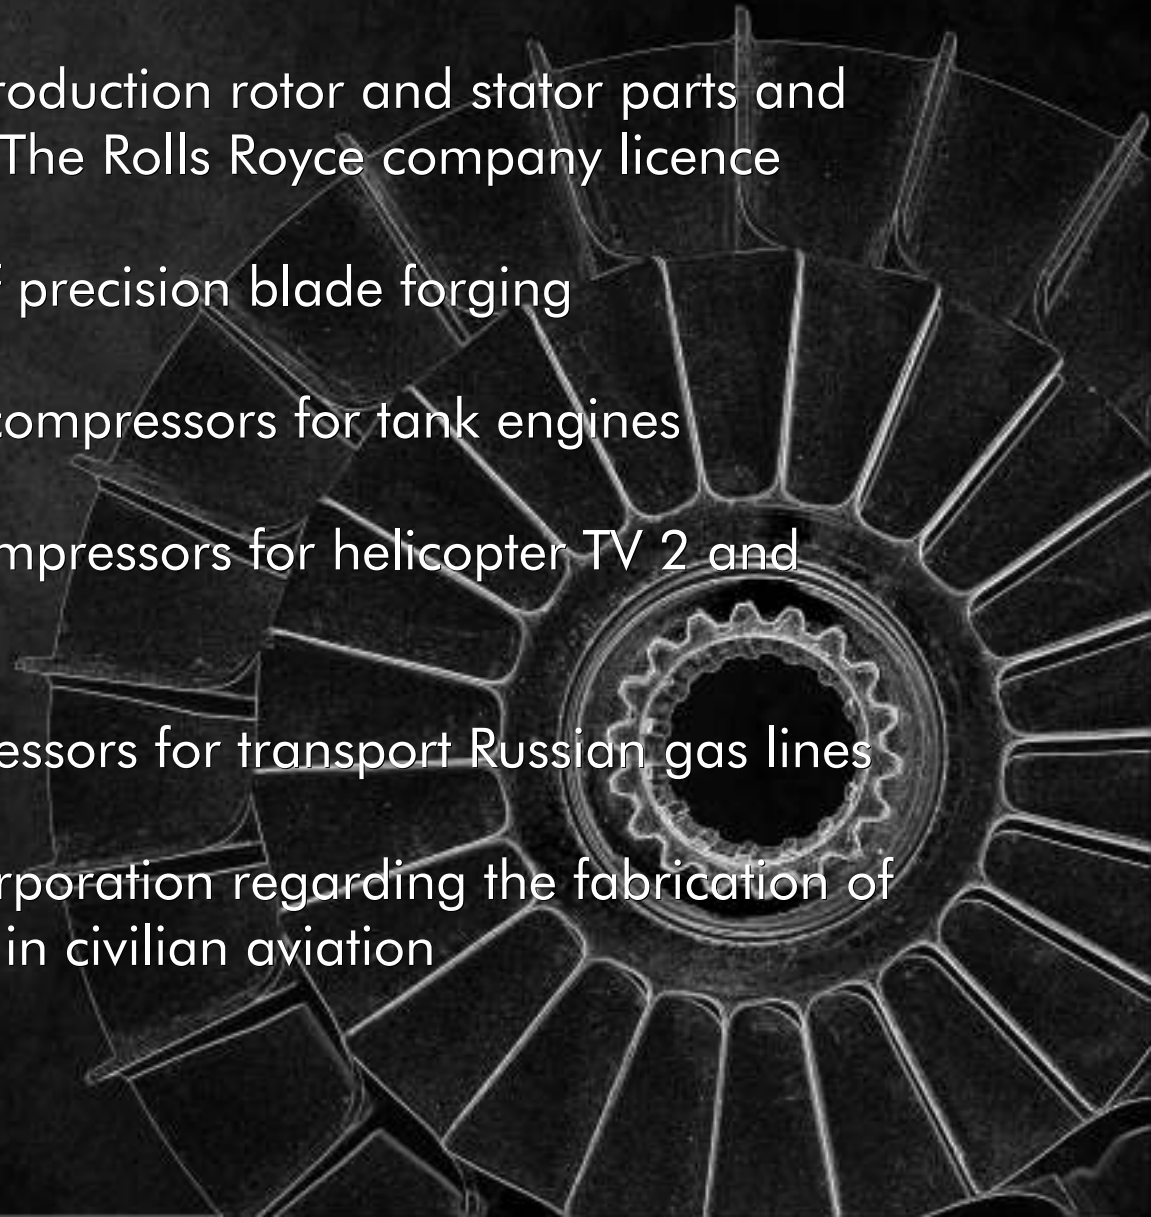 roduction rotor and stator parts and
The Rolls Royce company licence
precision blade forging
compressors for tank engines
mpressors for helicopter TV 2 and
essors for transport Russian gas lines
rporation regarding the fabrication of
in civilian aviation